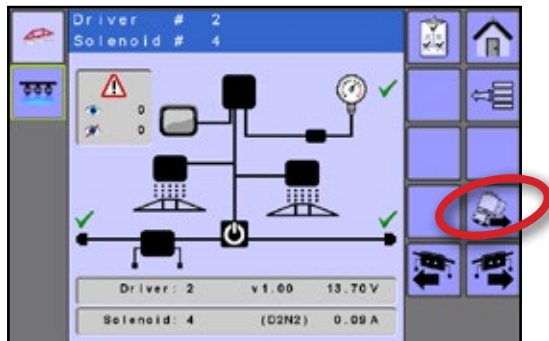 Driver # 2
Solenoid # 4
0
0
Driver: 2 v1.00 13.70V
Solenoid: 4 (D2N2) 0.09A